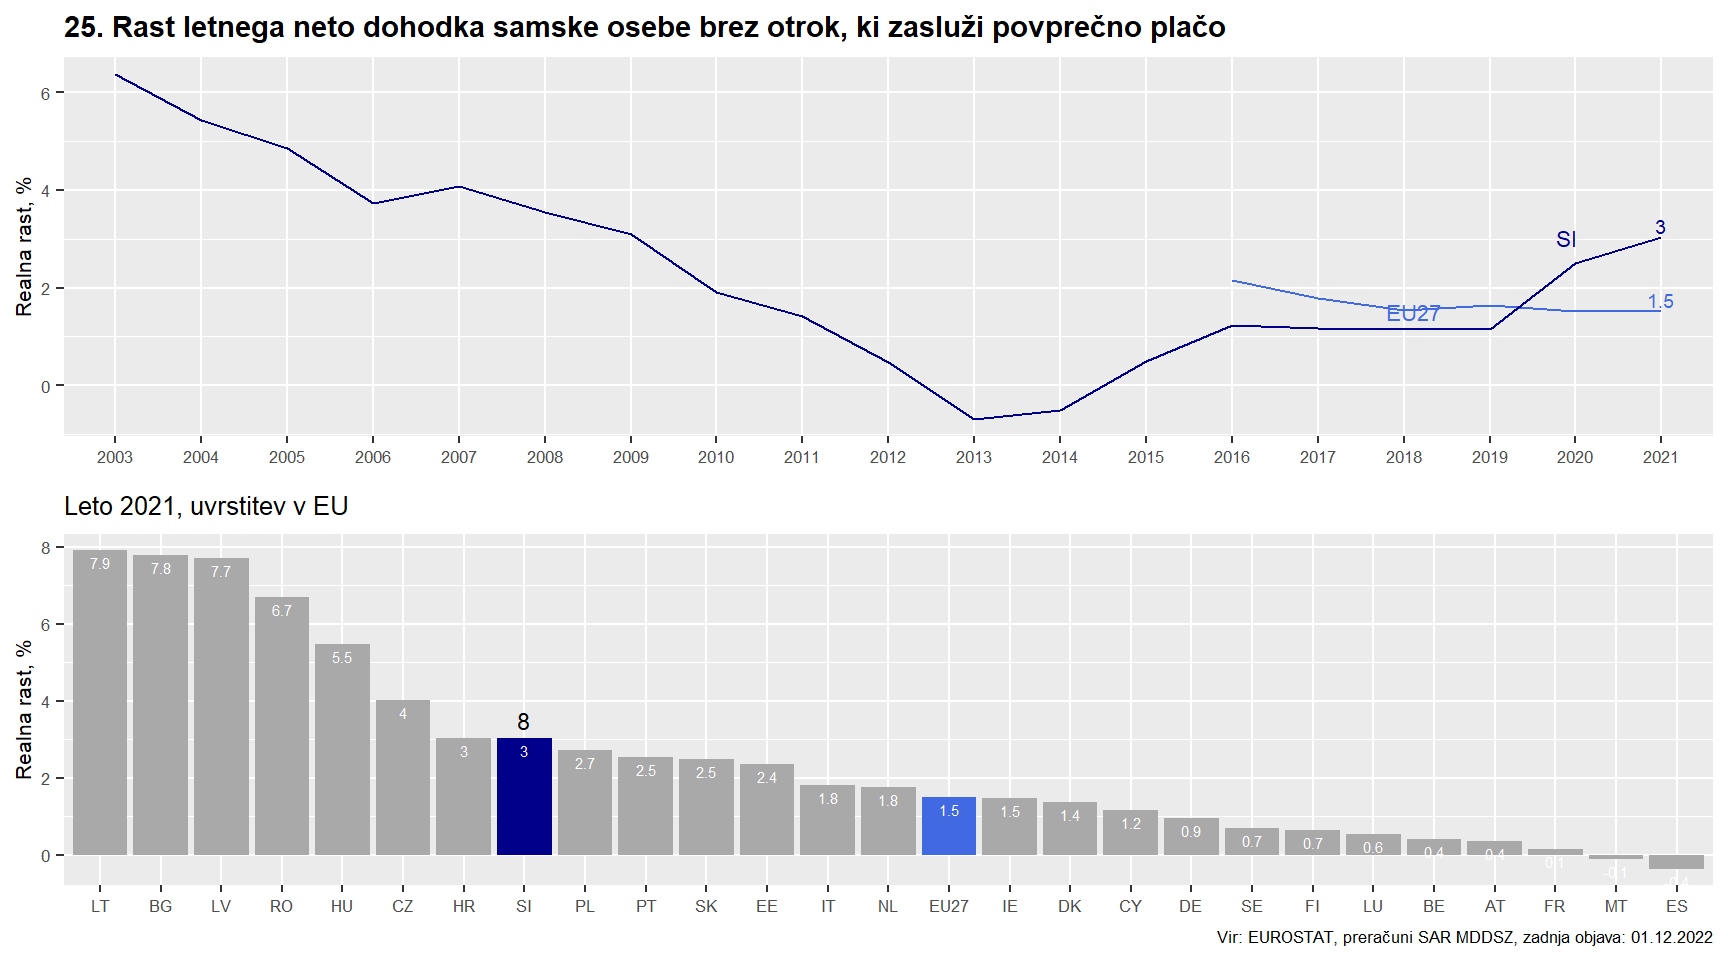 25. Rast letnega neto dohodka samske osebe brez otrok, ki zasluži povprečno plačo
Realna rast, %
6
4
2
0
SI
3
EU27
1.5
2003 2004 2005 2006 2007 2008 2009 2010 2011 2012 2013 2014 2015 2016 2017 2018 2019 2020 2021
Leto 2021, uvrstitev v EU
Realna rast, %
8
6
4
2
0
8
7.9 7.8 7.7 6.7 5.5 4 3 3 2.7 2.5 2.5 2.4 1.8 1.8 1.5 1.5 1.4 1.2 0.9 0.7 0.7 0.6 0.4 0.4 0.1 -0.1 -0.4
LT BG LV RO HU CZ HR SI PL PT SK EE IT NL EU27 IE DK CY DE SE FI LU BE AT FR MT ES
Vir: EUROSTAT, preračuni SAR MDDSZ, zadnja objava: 01.12.2022